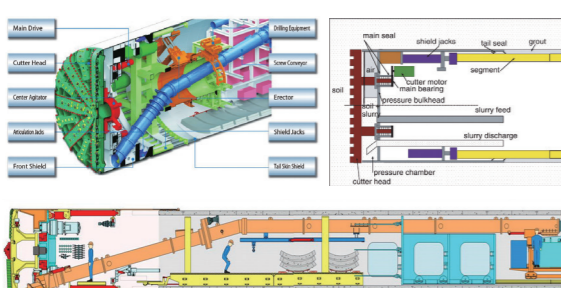 Main Drive
Cutter Head
Center Agitator
Articulation Jacks
Front Shield
Drilling Equipment
Screw Conveyor
Erector
Shield Jacks
Tail Skin Shield
main seal
shield jacks
tail seal
grout
air
cutter motor
main bearing
segment
soil
pressure bulkhead
soil
slurry
slurry feed
slurry discharge
pressure chamber
cutter head